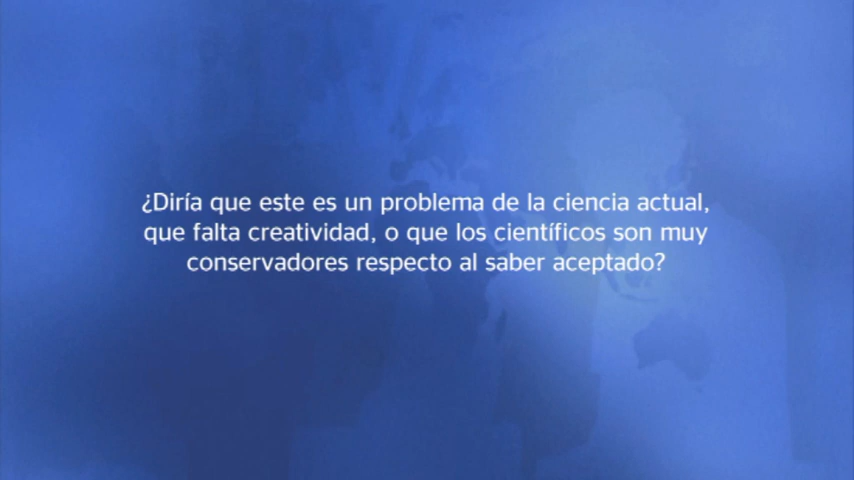 ¿Diría que este es un problema de la ciencia actual,
que falta creatividad, o que los científicos son muy
conservadores respecto al saber aceptado?